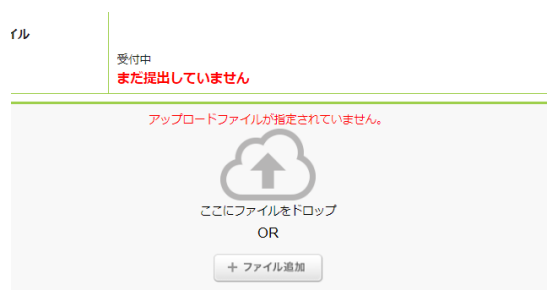 イル
受付中
まだ提出していません
アップロードファイルが指定されていません。
ここにファイルをドロップ
OR
+ ファイル追加